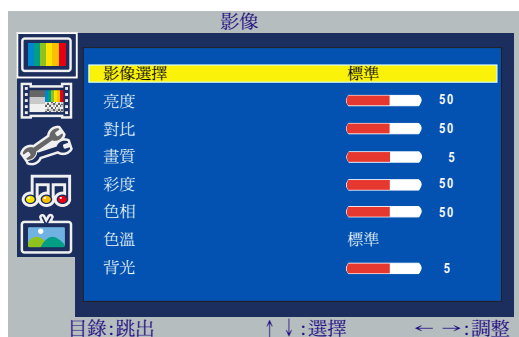 影像
影像選擇 標準
亮度 50
對比 50
畫質 5
彩度 50
色相 50
色溫 標準
背光 5
目錄:跳出 ↑↓:選擇 ← →:調整